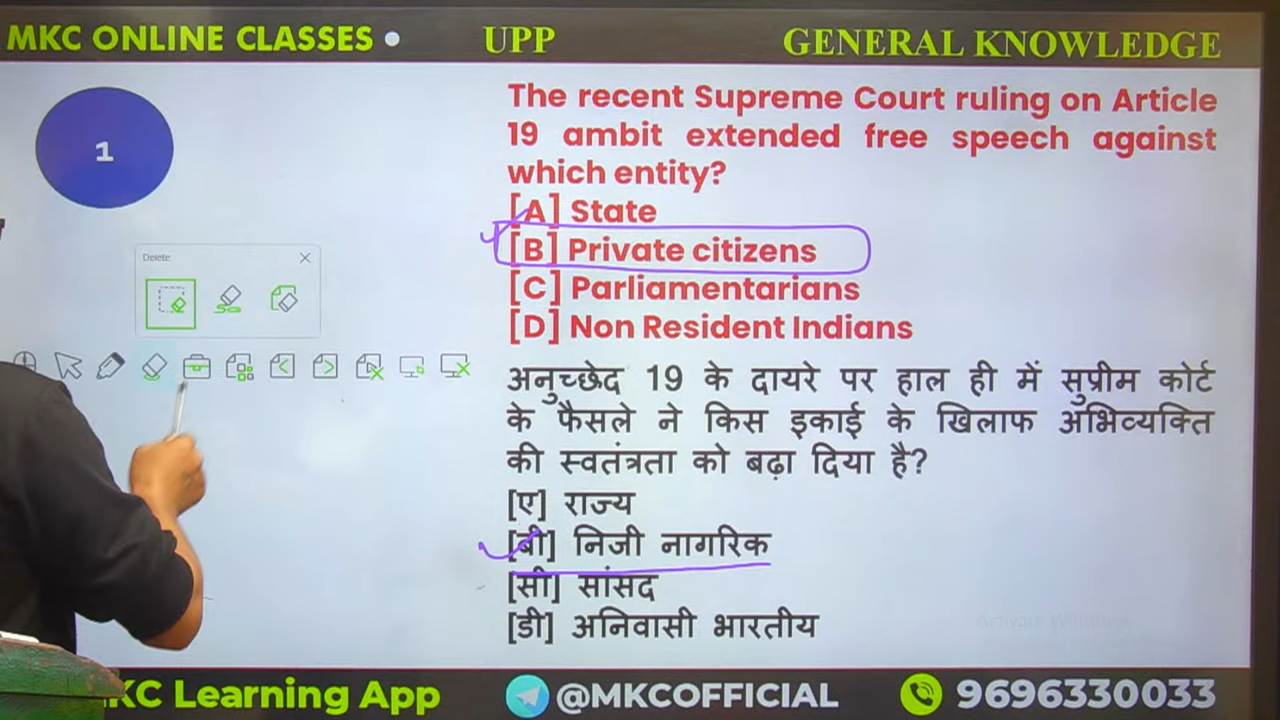 MKC ONLINE CLASSES
UPP
GENERAL KNOWLEDGE
1
The recent Supreme Court ruling on Article
19 ambit extended free speech against
which entity?
[A] State
[B] Private citizens
[C] Parliamentarians
[D] Non Resident Indians
Delete
अनुच्छेद 19 के दायरे पर हाल ही में सुप्रीम कोर्ट
के फैसले ने किस इकाई के खिलाफ अभिव्यक्ति
की स्वतंत्रता को बढ़ा दिया है?
[ए] राज्य
[बी] निजी नागरिक
[सी] सांसद
[डी] अनिवासी भारतीय
KC Learning App
@MKCOFFICIAL
9696330033